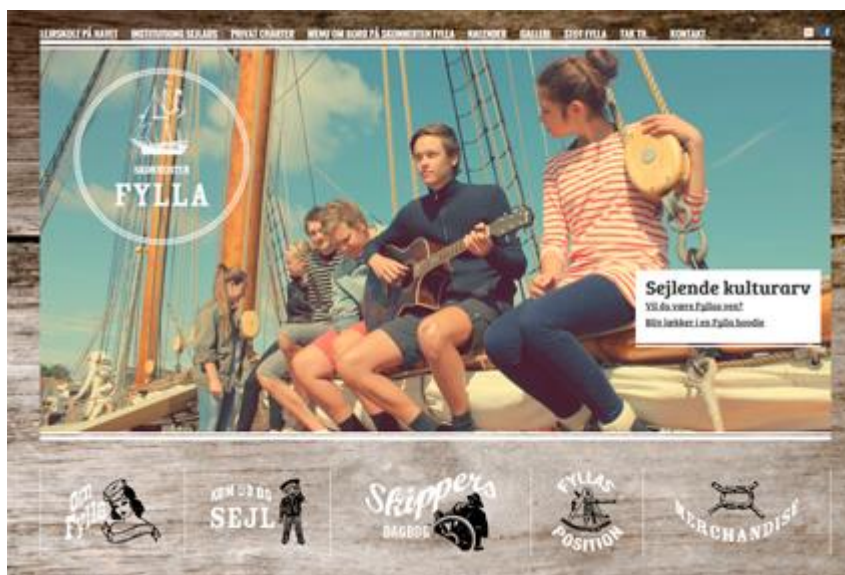 LEJRSKOLE PÅ HAVET INSTITUTIONS SEJLADS PRIVAT CHARTER MENU OM BORD PÅ SKONNERTEN FYLLA KALENDER GALLERI STØT FYLLA TAK TIL... KONTAKT
SKONNERTEN
FYLLA
Sejlende kulturarv
Vil du være Fyllas ven?
Bliv lækker i en Fylla hoodie
Om
Fylla
KOM UD OG
SEJL
Skippers
DAGBOG
FYLLAS
POSITION
MERCHANDISE